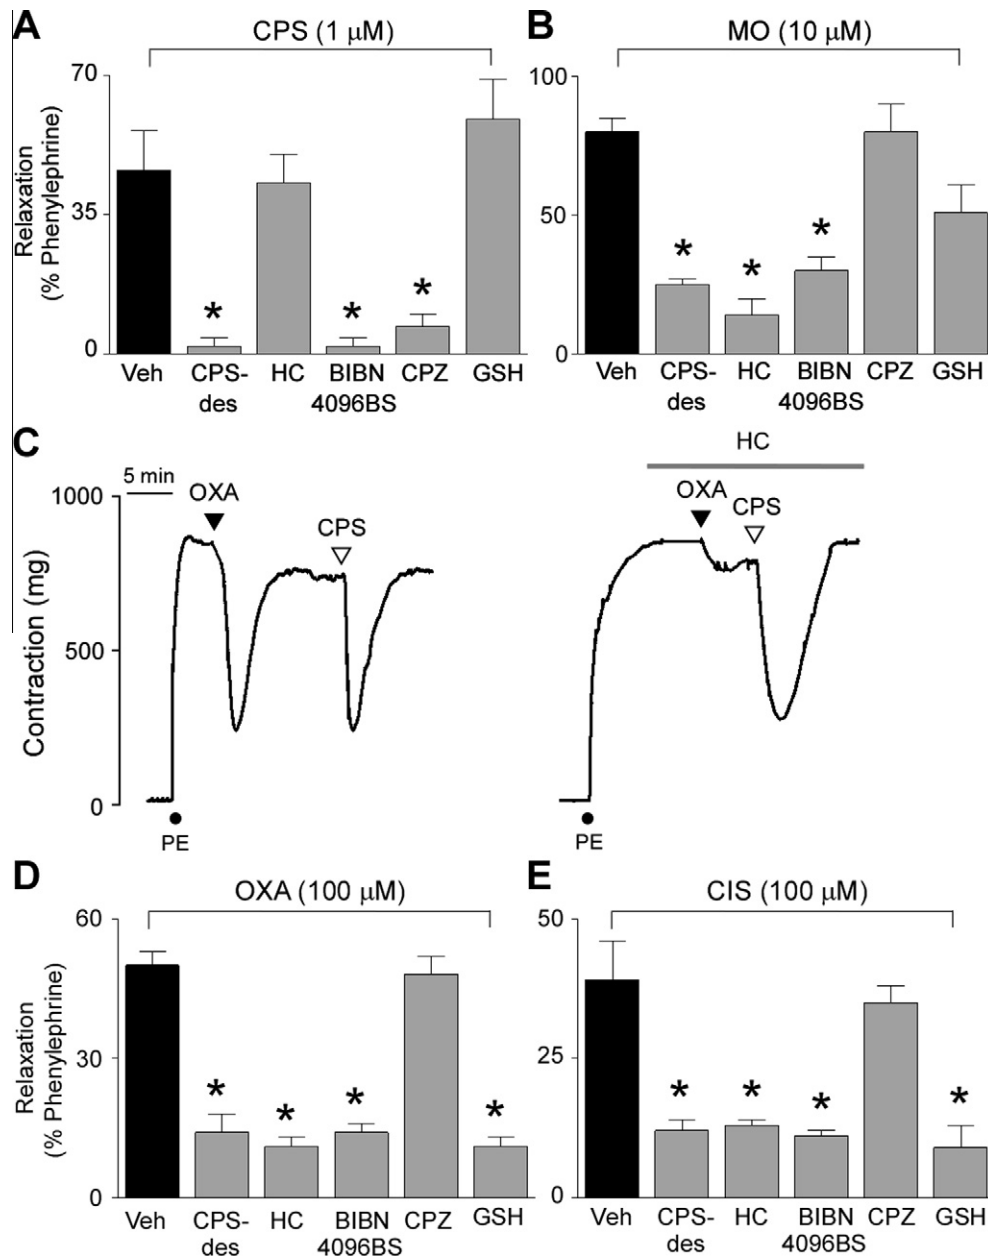 A
CPS (1 µM)
70
35
0
Relaxation
(% Phenylephrine)
*
*
*
Veh
CPS-
des
HC
BIBN
4096BS
CPZ
GSH
B
MO (10 µM)
100
50
0
*
*
*
Veh
CPS-
des
HC
BIBN
4096BS
CPZ
GSH
C
5 min
1000
500
0
Contraction (mg)
OXA
CPS
PE
HC
OXA
CPS
PE
D
OXA (100 µM)
60
30
0
Relaxation
(% Phenylephrine)
*
*
*
*
Veh
CPS-
des
HC
BIBN
4096BS
CPZ
GSH
E
CIS (100 µM)
50
25
0
*
*
*
*
Veh
CPS-
des
HC
BIBN
4096BS
CPZ
GSH